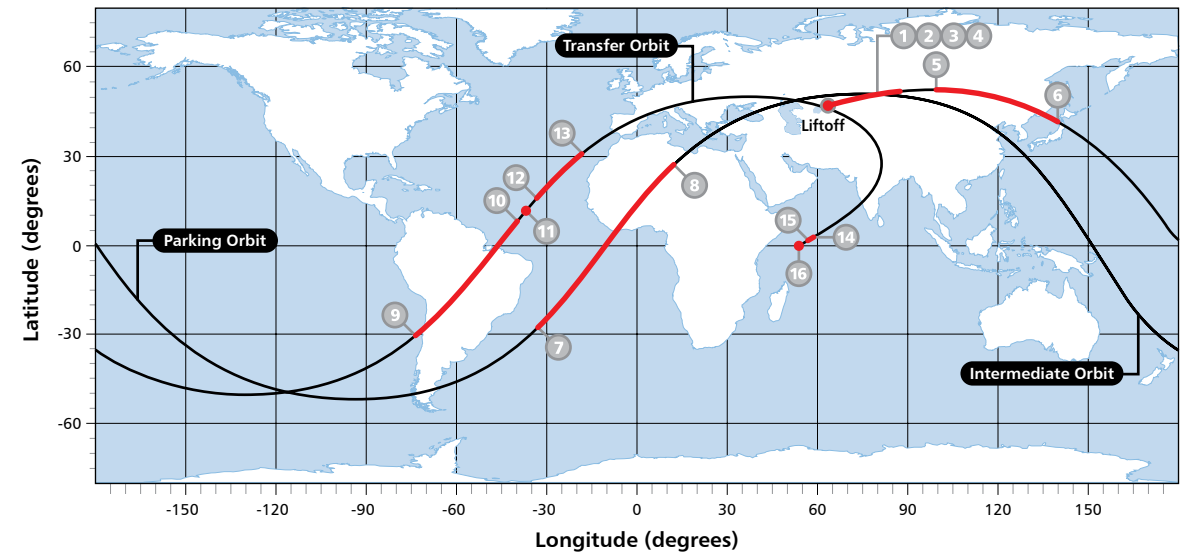 Transfer Orbit
1 2 3 4
5
60
6
Liftoff
13
30
12
8
10
15
11
14
Parking Orbit
0
16
9
-30
7
Intermediate Orbit
-60
-150 -120 -90 -60 -30 0 30 60 90 120 150
Latitude (degrees)
Longitude (degrees)